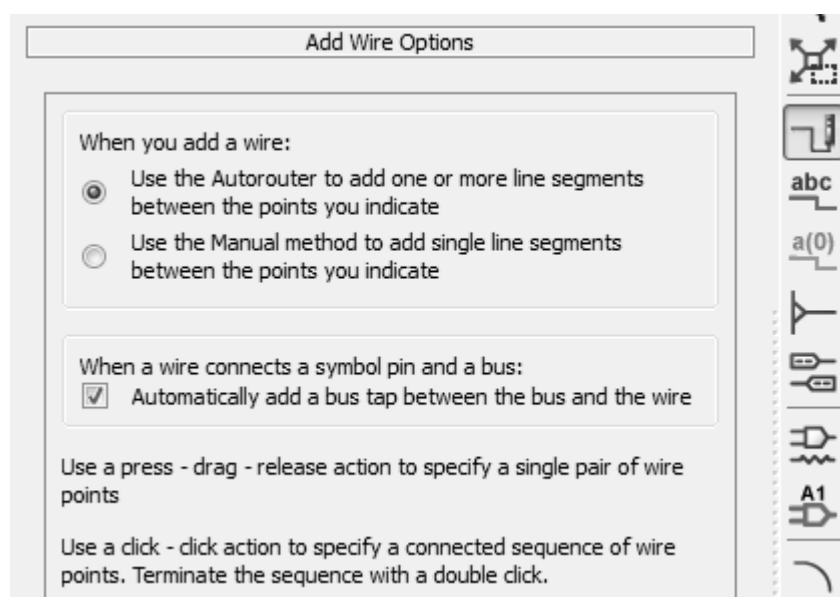 Add Wire Options
When you add a wire:
Use the Autorouter to add one or more line segments
between the points you indicate
Use the Manual method to add single line segments
between the points you indicate
When a wire connects a symbol pin and a bus:
Automatically add a bus tap between the bus and the wire
Use a press - drag - release action to specify a single pair of wire
points
Use a click - click action to specify a connected sequence of wire
points. Terminate the sequence with a double click.
abc
a(0)
A1